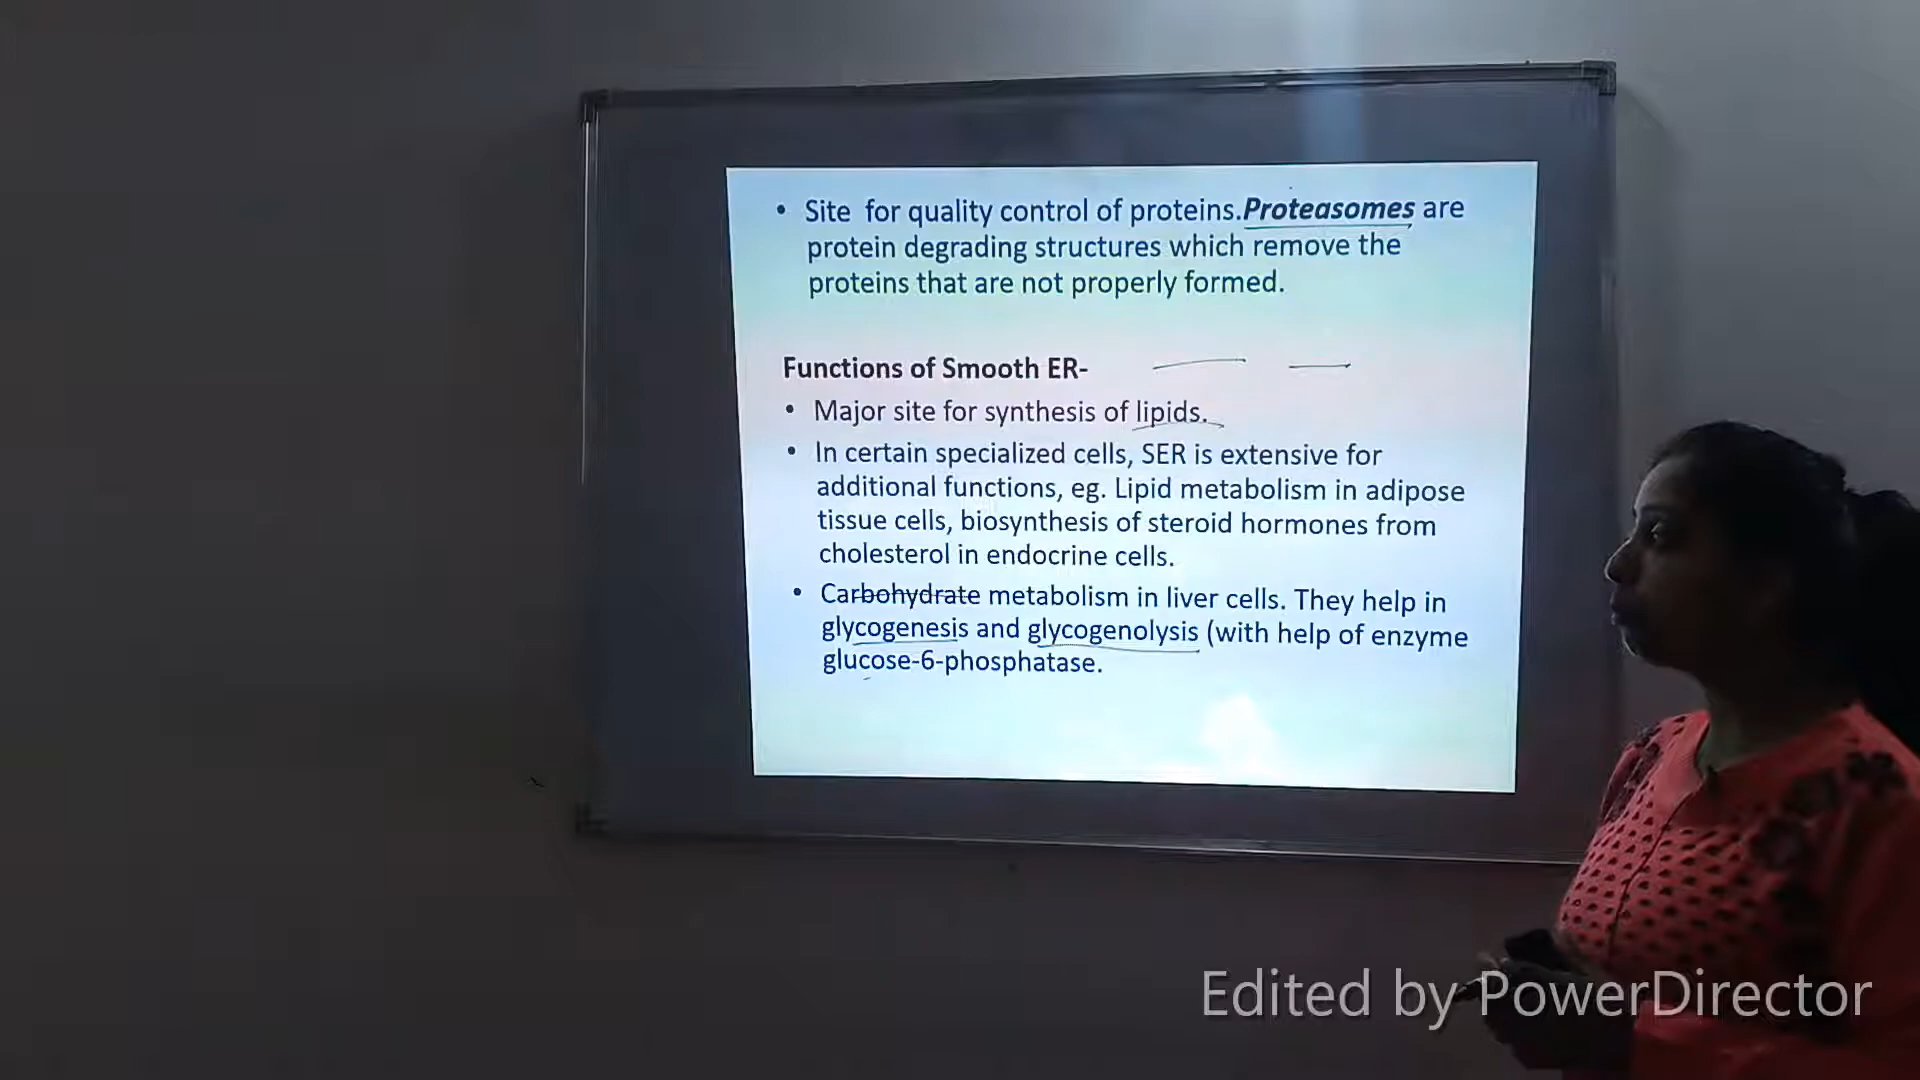 • Site for quality control of proteins.Proteasomes are
protein degrading structures which remove the
proteins that are not properly formed.
Functions of Smooth ER-
• Major site for synthesis of lipids.
• In certain specialized cells, SER is extensive for
additional functions, eg. Lipid metabolism in adipose
tissue cells, biosynthesis of steroid hormones from
cholesterol in endocrine cells.
• Carbohydrate metabolism in liver cells. They help in
glycogenesis and glycogenolysis (with help of enzyme
glucose-6-phosphatase.
Edited by PowerDirector